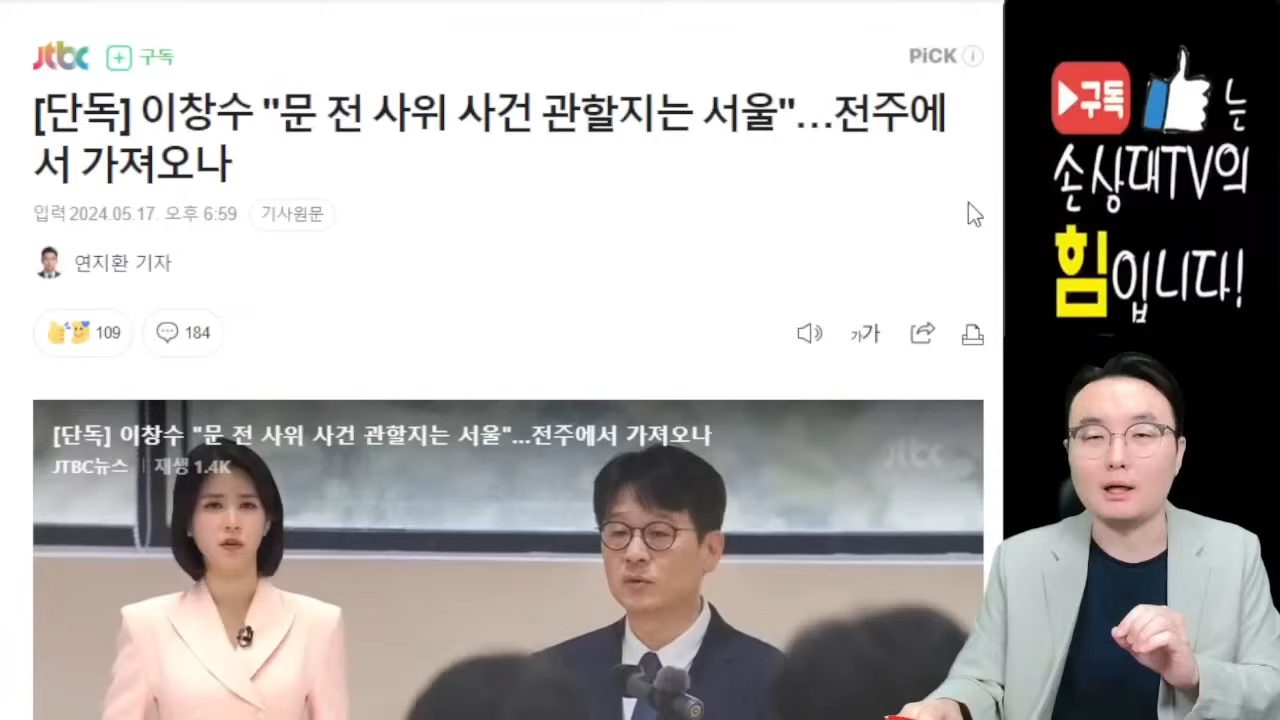 jtbc + 구독
PiCK i
[단독] 이창수 "문 전 사위 사건 관할지는 서울"…전주에
서 가져오나
입력 2024.05.17. 오후 6:59 기사원문
연지환 기자
109 184
가가
[단독] 이창수 "문 전 사위 사건 관할지는 서울"...전주에서 가져오나
JTBC뉴스 재생 1.4K
jtbc
구독 는
손상대TV의
힘입니다!